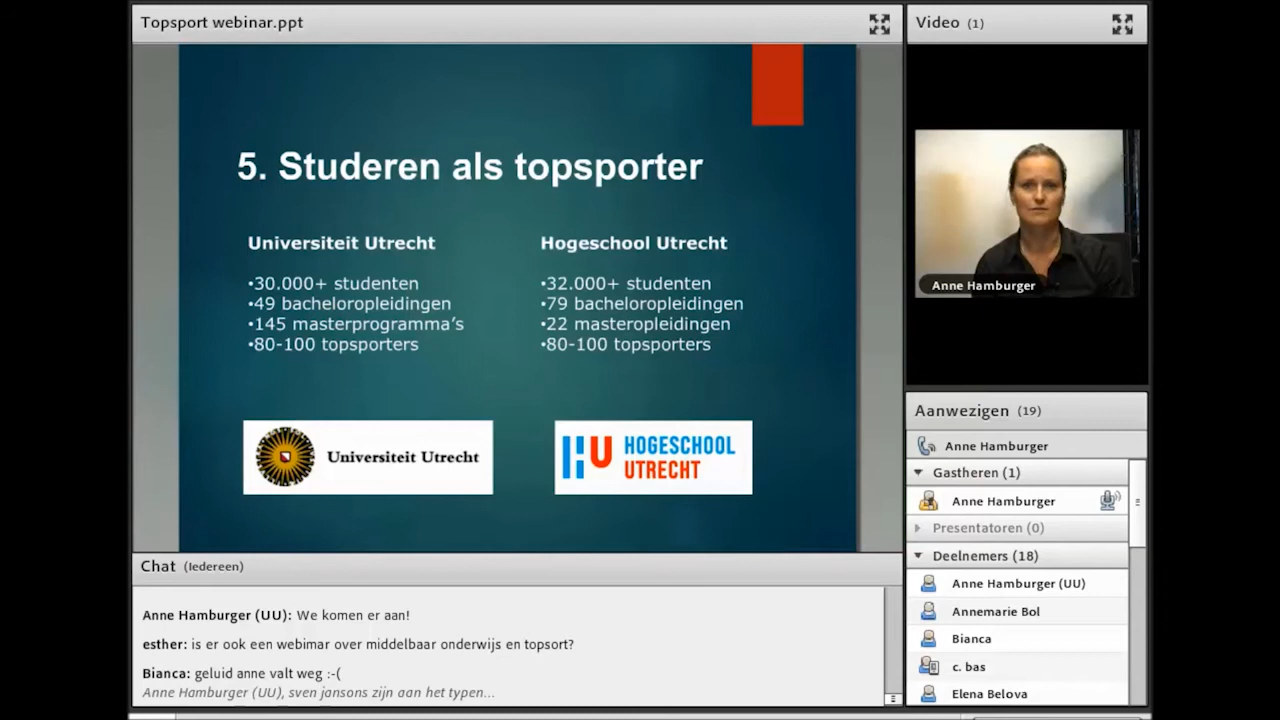 Topsport webinar.ppt
5. Studeren als topsporter
Universiteit Utrecht
•30.000+ studenten
•49 bacheloropleidingen
•145 masterprogramma's
•80-100 topsporters
Hogeschool Utrecht
•32.000+ studenten
•79 bacheloropleidingen
•22 masteropleidingen
•80-100 topsporters
Universiteit Utrecht
HU HOGESCHOOL
UTRECHT
Chat (Iedereen)
Anne Hamburger (UU): We komen er aan!
esther: is er ook een webimar over middelbaar onderwijs en topsort?
Bianca: geluid anne valt weg :-(
Anne Hamburger (UU), sven jansons zijn aan het typen...
Video (1)
Anne Hamburger
Aanwezigen (19)
Anne Hamburger
Gastheren (1)
Anne Hamburger
Presentatoren (0)
Deelnemers (18)
Anne Hamburger (UU)
Annemarie Bol
Bianca
c. bas
Elena Belova